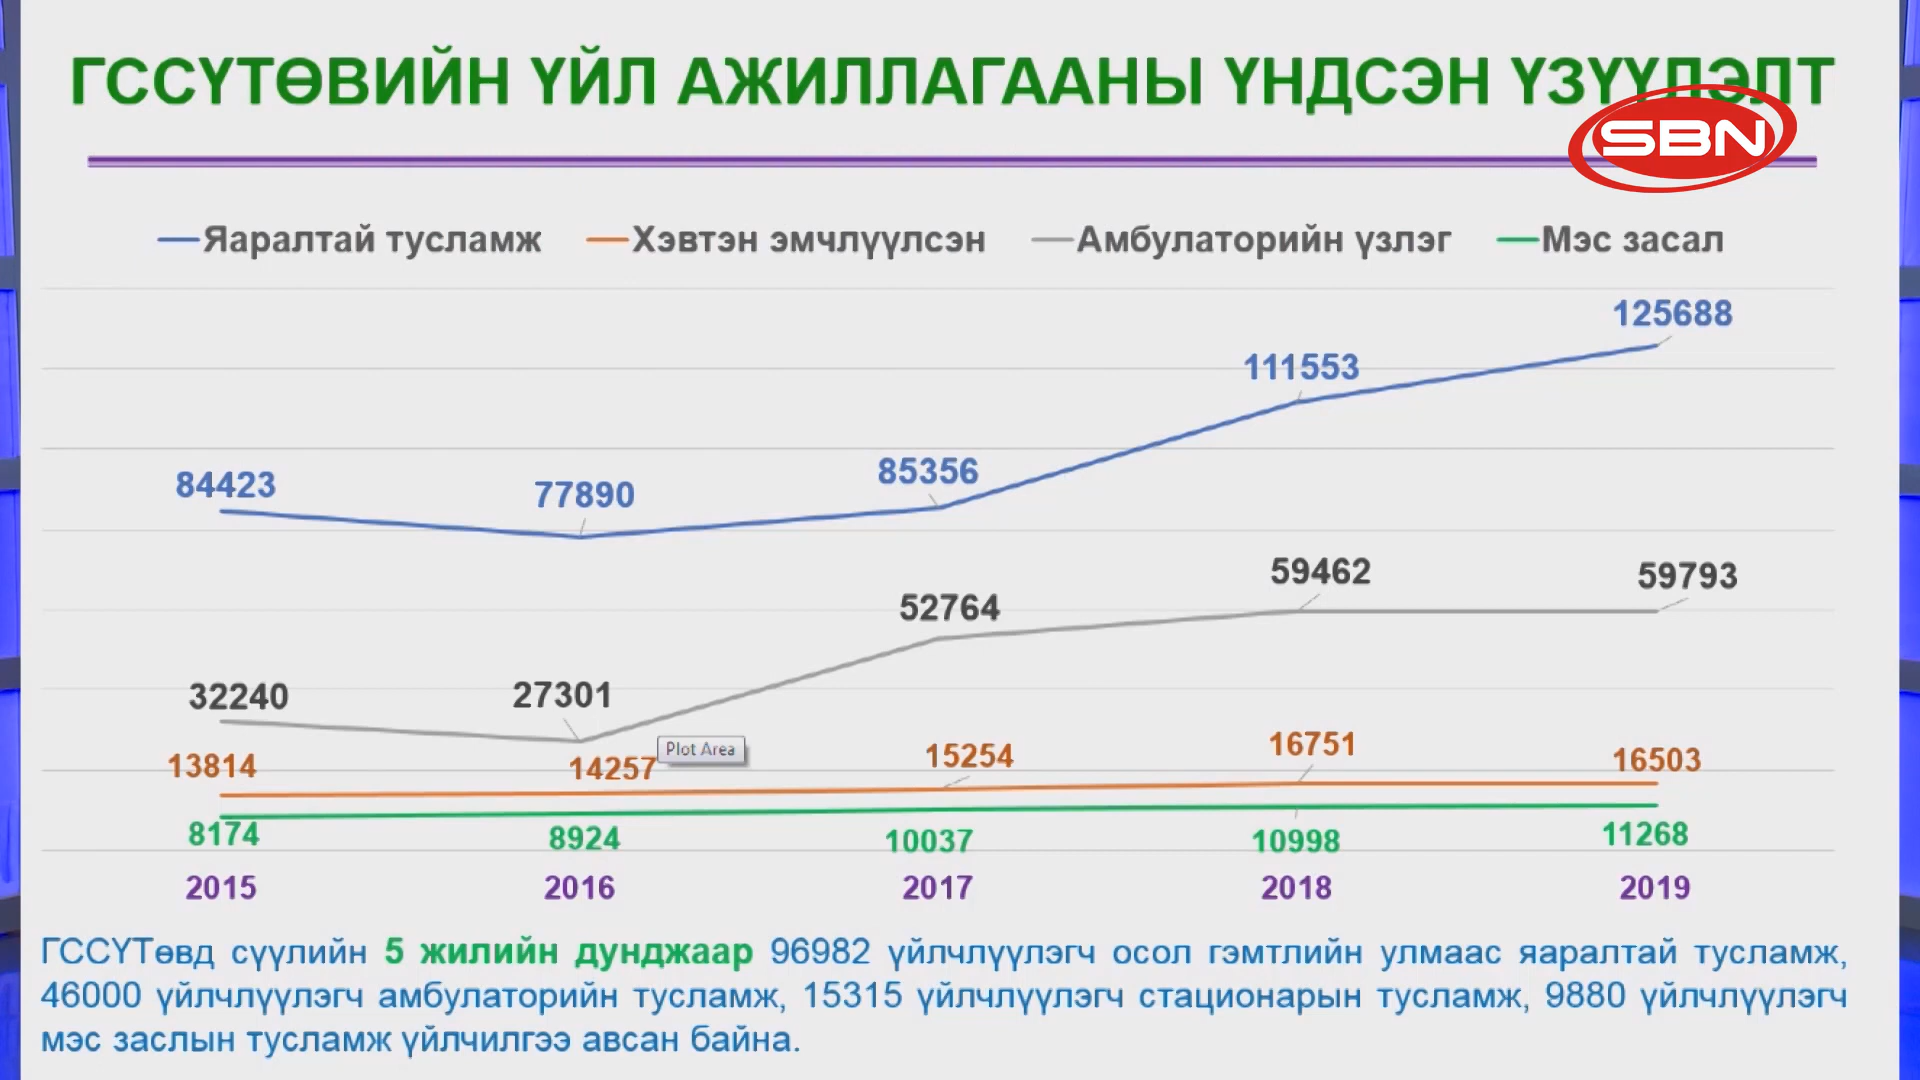 ГССҮТӨВИЙН ҮЙЛ АЖИЛЛАГААНЫ ҮНДСЭН ҮЗҮҮЛЭЛТ
SBN
Яаралтай тусламж Хэвтэн эмчлүүлсэн Амбулаторийн үзлэг Мэс засал
125688
111553
84423 77890 85356
59462 59793
52764
32240 27301
Plot Area
13814 14257 15254 16751 16503
8174 8924 10037 10998 11268
2015 2016 2017 2018 2019
ГССҮТөвд сүүлийн 5 жилийн дунджаар 96982 үйлчлүүлэгч осол гэмтлийн улмаас яаралтай тусламж,
46000 үйлчлүүлэгч амбулаторийн тусламж, 15315 үйлчлүүлэгч стационарын тусламж, 9880 үйлчлүүлэгч
мэс заслын тусламж үйлчилгээ авсан байна.